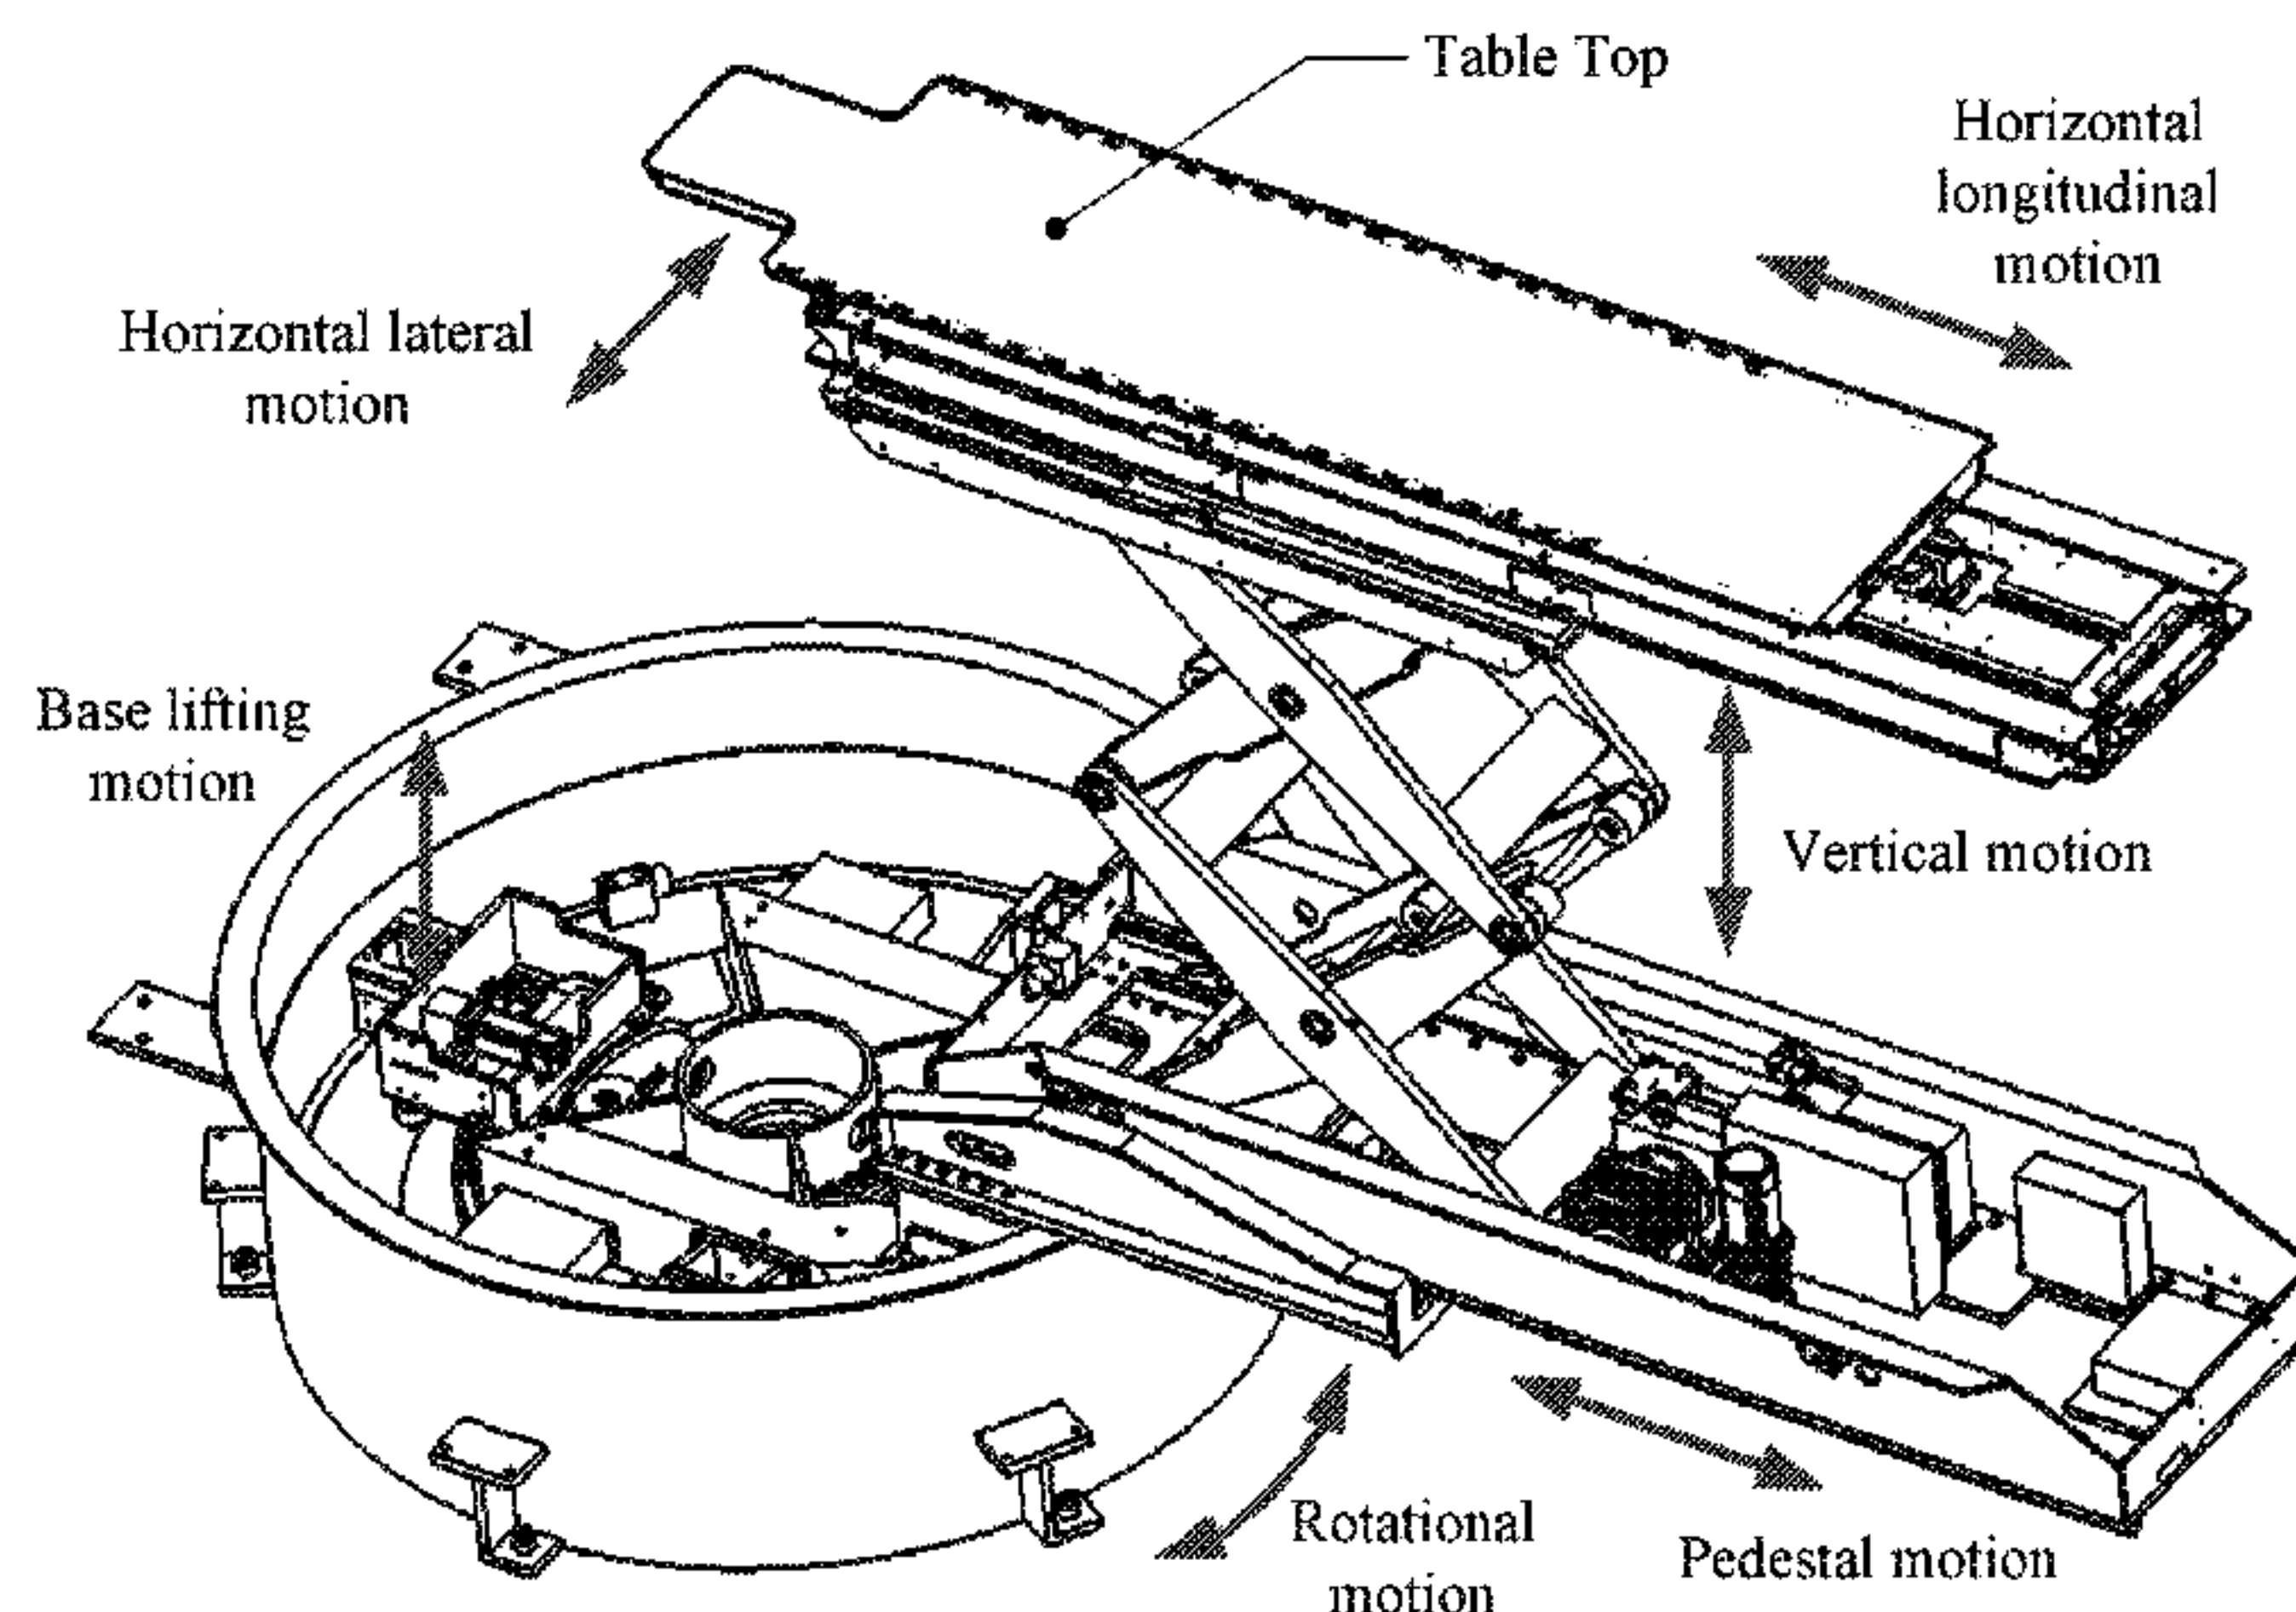 Table Top
Horizontal
longitudinal
motion
Horizontal lateral
motion
Base lifting
motion
Vertical motion
Rotational
motion
Pedestal motion